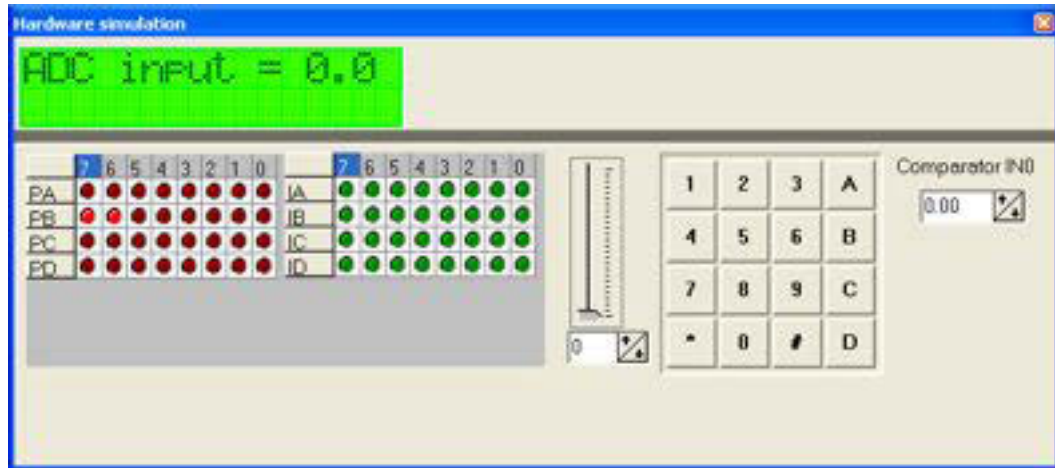 Hardware simulation
ADC input = 0.0
7 6 5 4 3 2 1 0
PA
PB
PC
PD
7 6 5 4 3 2 1 0
IA
IB
IC
ID
0
1 2 3 A
4 5 6 B
7 8 9 C
* 0 # D
Comparator IN0
0.00